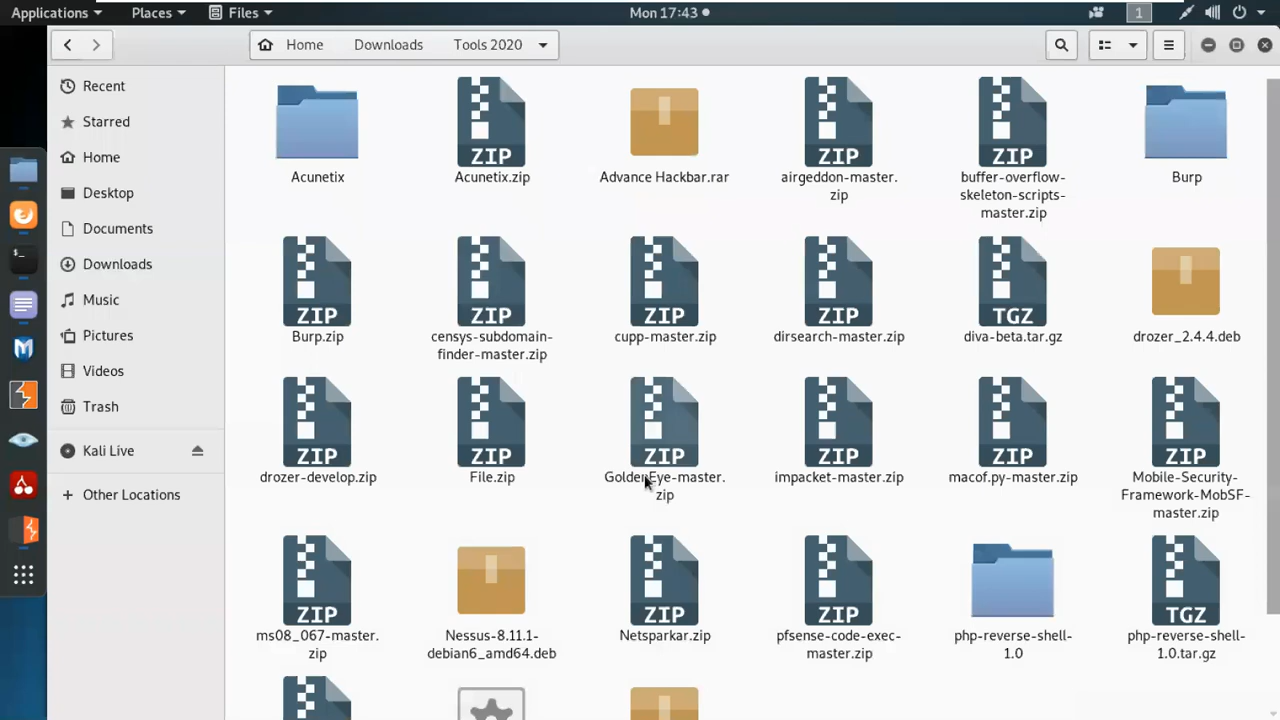 Applications Places Files Mon 17:43 1
Home Downloads Tools 2020
Recent
Starred
Home
Desktop
Documents
Downloads
Music
Pictures
Videos
Trash
Kali Live
Other Locations
ZIP ZIP ZIP
Acunetix Acunetix.zip Advance Hackbar.rar airgeddon-master. buffer-overflow- Burp
zip skeleton-scripts-
master.zip
ZIP ZIP ZIP ZIP TGZ
Burp.zip censys-subdomain- cupp-master.zip dirsearch-master.zip diva-beta.tar.gz drozer_2.4.4.deb
finder-master.zip
ZIP ZIP ZIP ZIP ZIP ZIP
drozer-develop.zip File.zip GoldenEye-master. impacket-master.zip macof.py-master.zip Mobile-Security-
zip Framework-MobSF-
master.zip
ZIP ZIP ZIP TGZ
ms08_067-master. Nessus-8.11.1- Netsparkar.zip pfsense-code-exec- php-reverse-shell- php-reverse-shell-
zip debian6_amd64.deb master.zip 1.0 1.0.tar.gz